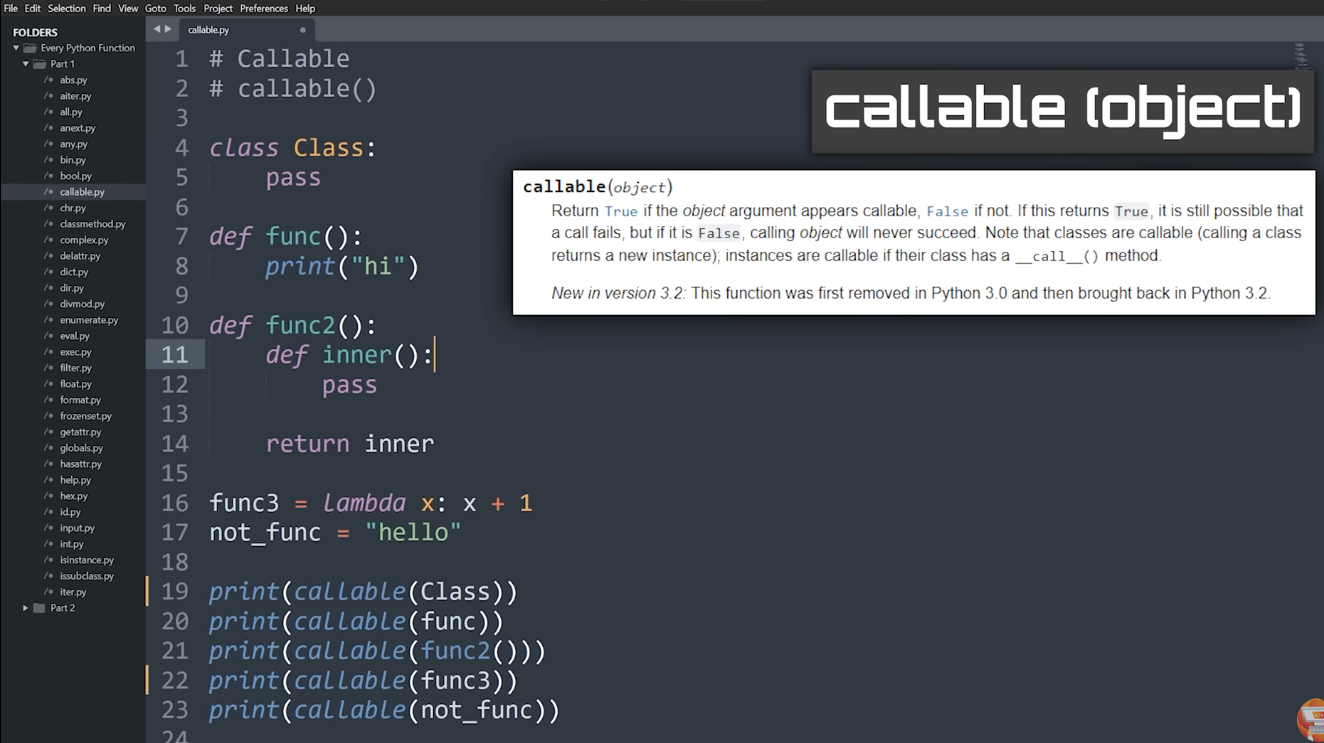 File Edit Selection Find View Goto Tools Project Preferences Help
FOLDERS
Every Python Function
Part 1
/* abs.py
/* aiter.py
/* all.py
/* anext.py
/* any.py
/* bin.py
/* bool.py
/* callable.py
/* chr.py
/* classmethod.py
/* complex.py
/* delattr.py
/* dict.py
/* dir.py
/* divmod.py
/* enumerate.py
/* eval.py
/* exec.py
/* filter.py
/* float.py
/* format.py
/* frozenset.py
/* getattr.py
/* globals.py
/* hasattr.py
/* help.py
/* hex.py
/* id.py
/* input.py
/* int.py
/* isinstance.py
/* issubclass.py
/* iter.py
Part 2
callable.py
1 # Callable
2 # callable()
3
4 class Class:
5     pass
6
7 def func():
8     print("hi")
9
10 def func2():
11     def inner():
12         pass
13
14     return inner
15
16 func3 = lambda x: x + 1
17 not_func = "hello"
18
19 print(callable(Class))
20 print(callable(func))
21 print(callable(func2()))
22 print(callable(func3))
23 print(callable(not_func))
24
callable (object)
callable(object)
Return True if the object argument appears callable, False if not. If this returns True, it is still possible that
a call fails, but if it is False, calling object will never succeed. Note that classes are callable (calling a class
returns a new instance); instances are callable if their class has a __call__() method.
New in version 3.2: This function was first removed in Python 3.0 and then brought back in Python 3.2.